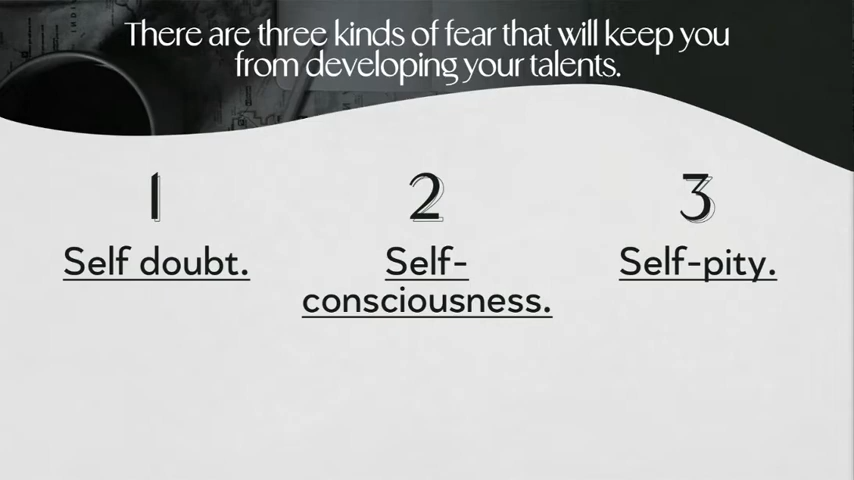 There are three kinds of fear that will keep you
from developing your talents.
1
Self doubt.
2
Self-
consciousness.
3
Self-pity.